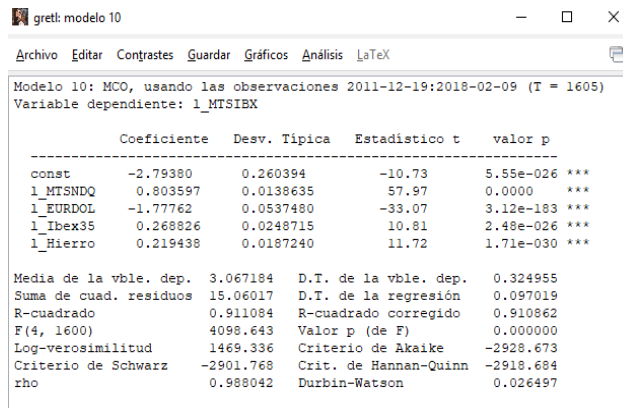 gretl: modelo 10
Archivo Editar Contrastes Guardar Gráficos Análisis LaTeX
Modelo 10: MCO, usando las observaciones 2011-12-19:2018-02-09 (T = 1605)
Variable dependiente: l_MTSIBX
Coeficiente Desv. Típica Estadístico t valor p
const -2.79380 0.260394 -10.73 5.55e-026 ***
l_MTSNDQ 0.803597 0.0138635 57.97 0.0000 ***
l_EURDOL -1.77762 0.0537480 -33.07 3.12e-183 ***
l_Ibex35 0.268826 0.0248715 10.81 2.48e-026 ***
l_Hierro 0.219438 0.0187240 11.72 1.71e-030 ***
Media de la vble. dep. 3.067184 D.T. de la vble. dep. 0.324955
Suma de cuad. residuos 15.06017 D.T. de la regresión 0.097019
R-cuadrado 0.911084 R-cuadrado corregido 0.910862
F(4, 1600) 4098.643 Valor p (de F) 0.000000
Log-verosimilitud 1469.336 Criterio de Akaike -2928.673
Criterio de Schwarz -2901.768 Crit. de Hannan-Quinn -2918.684
rho 0.988042 Durbin-Watson 0.026497